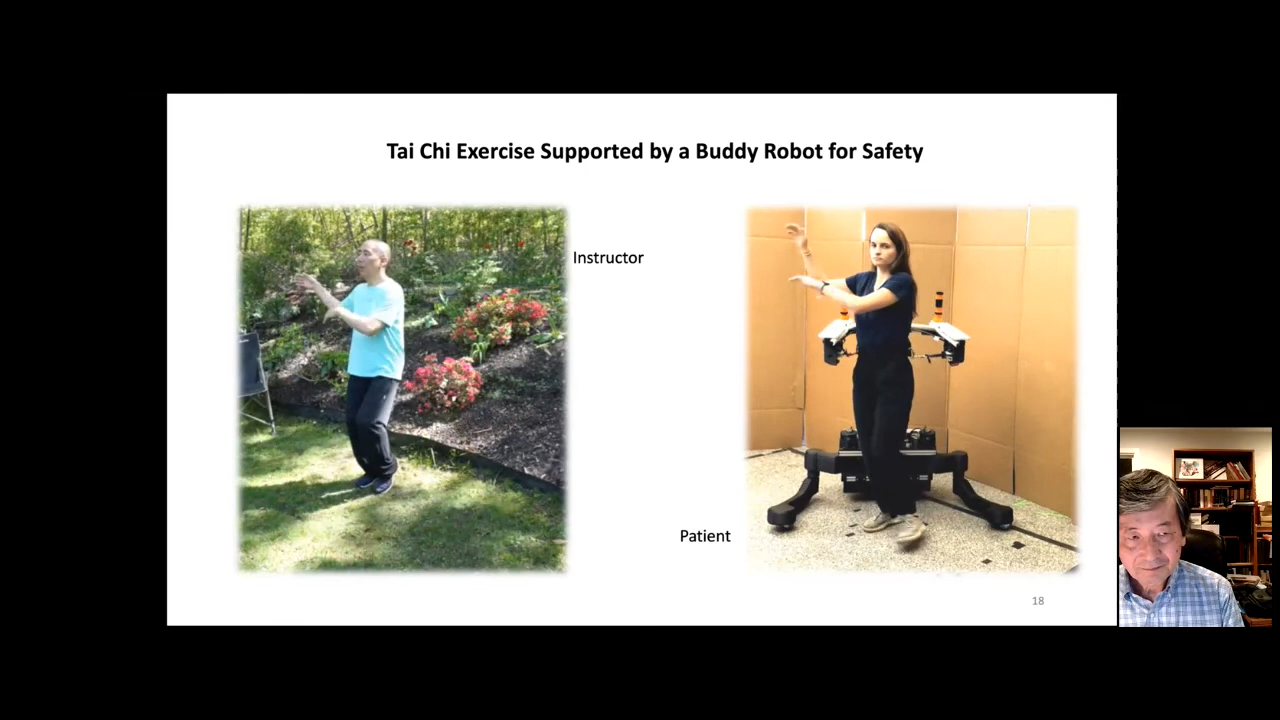 Tai Chi Exercise Supported by a Buddy Robot for Safety
Instructor
Patient
18